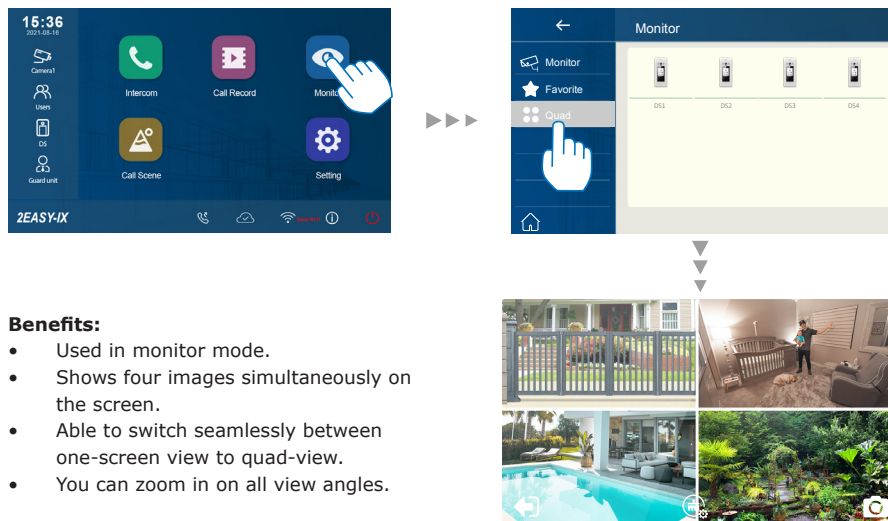 15:36
2021-08-16
Camera1
Users
DS
Guard unit
Intercom
Call Record
Monito
Call Scene
Setting
2EASY-IX
Monitor
Monitor
Favorite
Quad
DS1
DS2
DS3
DS4
Benefits:
• Used in monitor mode.
• Shows four images simultaneously on
the screen.
• Able to switch seamlessly between
one-screen view to quad-view.
• You can zoom in on all view angles.